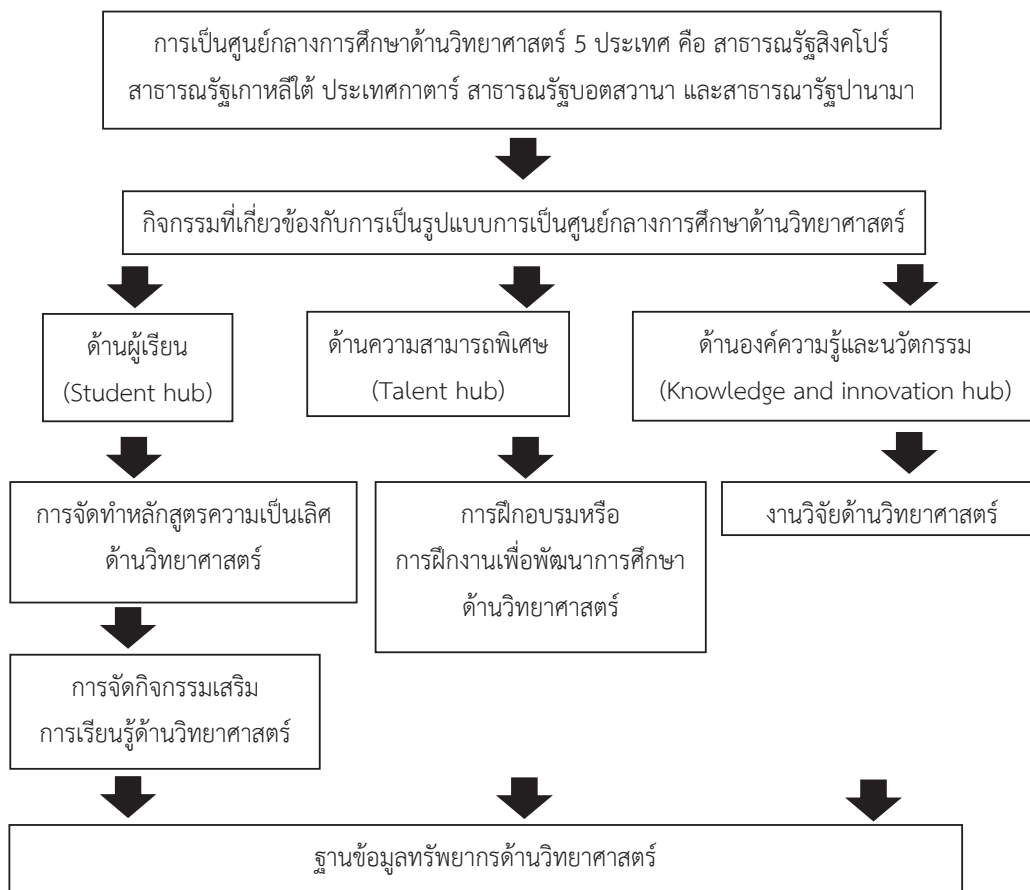 การเป็นศูนย์กลางการศึกษาด้านวิทยาศาสตร์ 5 ประเทศ คือ สาธารณรัฐสิงคโปร์
สาธารณรัฐเกาหลีใต้ ประเทศกาตาร์ สาธารณรัฐบอตสวานา และสาธารณารัฐปานามา
กิจกรรมที่เกี่ยวข้องกับการเป็นรูปแบบการเป็นศูนย์กลางการศึกษาด้านวิทยาศาสตร์
ด้านผู้เรียน
(Student hub)
ด้านความสามารถพิเศษ
(Talent hub)
ด้านองค์ความรู้และนวัตกรรม
(Knowledge and innovation hub)
การจัดทำหลักสูตรความเป็นเลิศ
ด้านวิทยาศาสตร์
การฝึกอบรมหรือ
การฝึกงานเพื่อพัฒนาการศึกษา
ด้านวิทยาศาสตร์
งานวิจัยด้านวิทยาศาสตร์
การจัดกิจกรรมเสริม
การเรียนรู้ด้านวิทยาศาสตร์
ฐานข้อมูลทรัพยากรด้านวิทยาศาสตร์